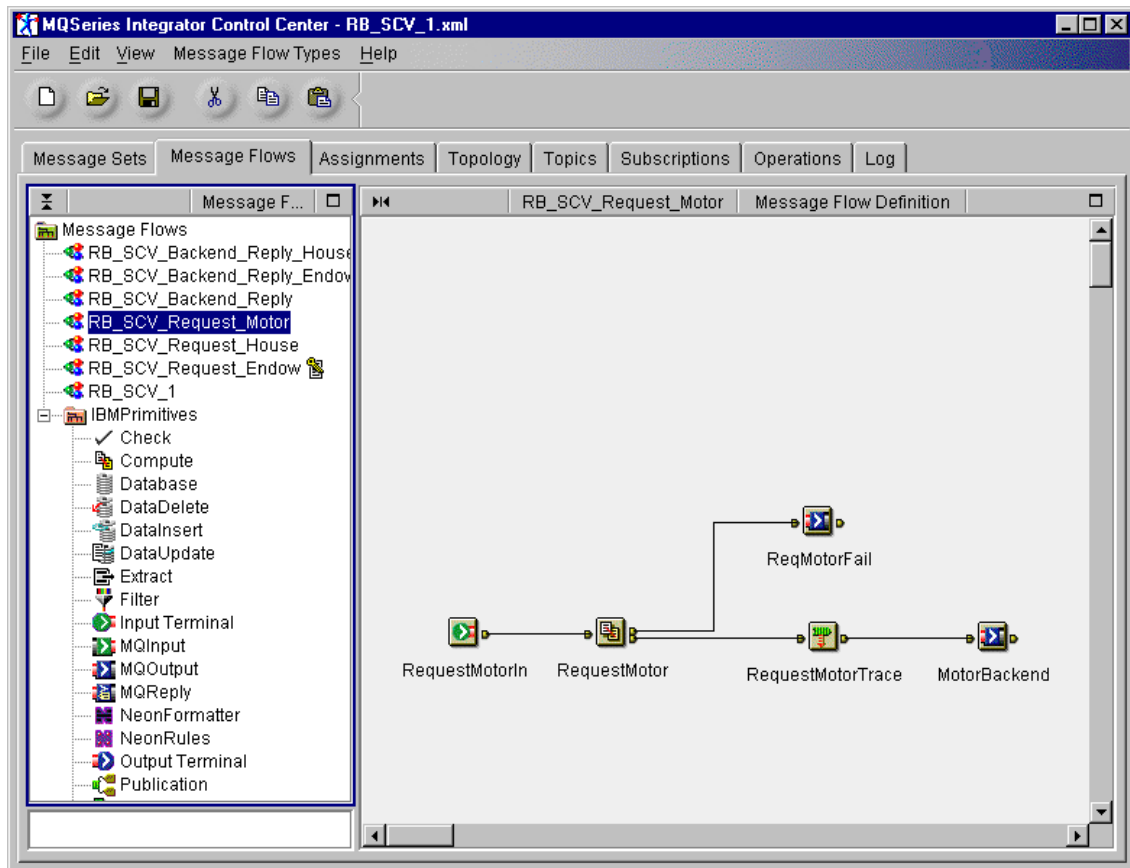 MQSeries Integrator Control Center - RB_SCV_1.xml
File Edit View Message Flow Types Help
Message Sets Message Flows Assignments Topology Topics Subscriptions Operations Log
Message F... RB_SCV_Request_Motor Message Flow Definition
Message Flows
RB_SCV_Backend_Reply_House
RB_SCV_Backend_Reply_Endow
RB_SCV_Backend_Reply
RB_SCV_Request_Motor
RB_SCV_Request_House
RB_SCV_Request_Endow
RB_SCV_1
IBMPrimitives
Check
Compute
Database
DataDelete
DataInsert
DataUpdate
Extract
Filter
Input Terminal
MQInput
MQOutput
MQReply
NeonFormatter
NeonRules
Output Terminal
Publication
ReqMotorFail
RequestMotorIn RequestMotor RequestMotorTrace MotorBackend